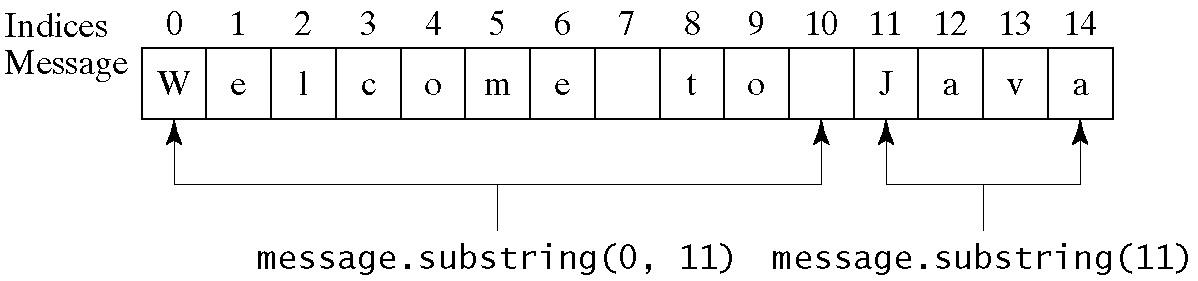 Indices 0 1 2 3 4 5 6 7 8 9 10 11 12 13 14
Message W e l c o m e t o J a v a
message.substring(0, 11) message.substring(11)